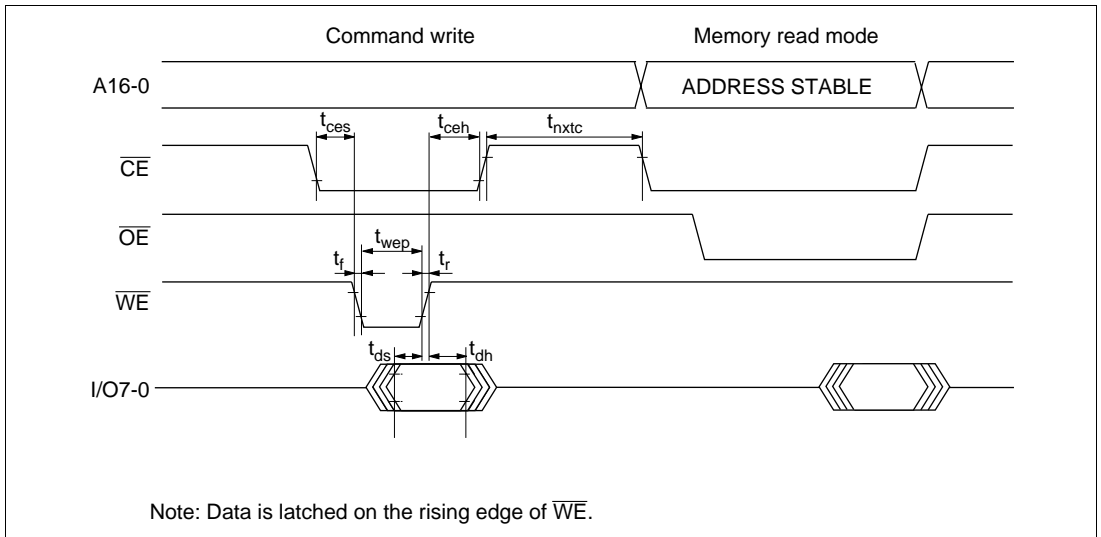 Command write Memory read mode
A16-0 ADDRESS STABLE
tces tceh tnxtc
CE
OE
twep
tf tr
WE
tds tdh
I/O7-0
Note: Data is latched on the rising edge of WE.